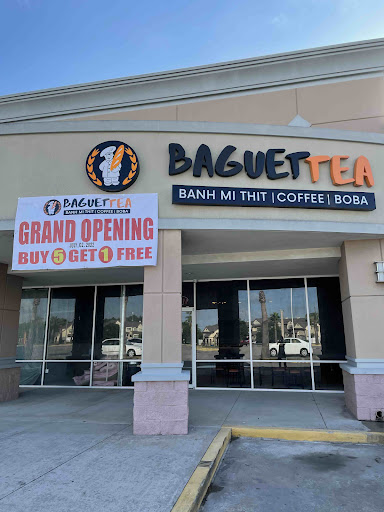 BAGUETTEA
BANH MI THIT | COFFEE | BOBA
BAGUETTEA
BANH MI THIT | COFFEE | BOBA
GRAND OPENING
BUY 5 GET 1 FREE